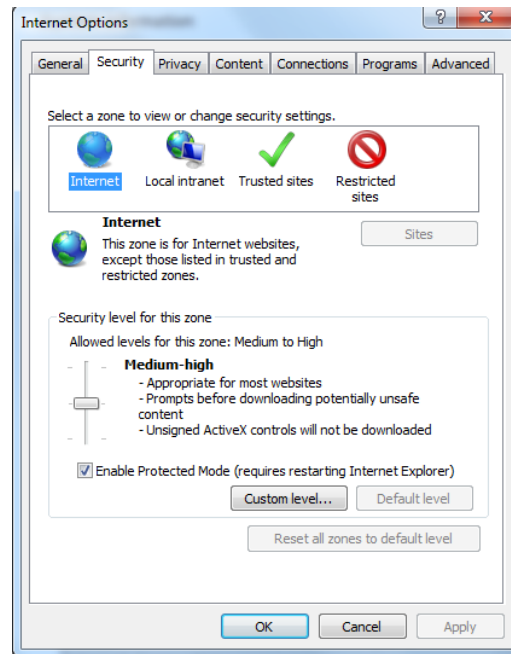 Internet Options
General Security Privacy Content Connections Programs Advanced
Select a zone to view or change security settings.
Internet Local intranet Trusted sites Restricted
sites
Internet
Sites
This zone is for Internet websites,
except those listed in trusted and
restricted zones.
Security level for this zone
Allowed levels for this zone: Medium to High
Medium-high
- Appropriate for most websites
- Prompts before downloading potentially unsafe
content
- Unsigned ActiveX controls will not be downloaded
Enable Protected Mode (requires restarting Internet Explorer)
Custom level... Default level
Reset all zones to default level
OK Cancel Apply